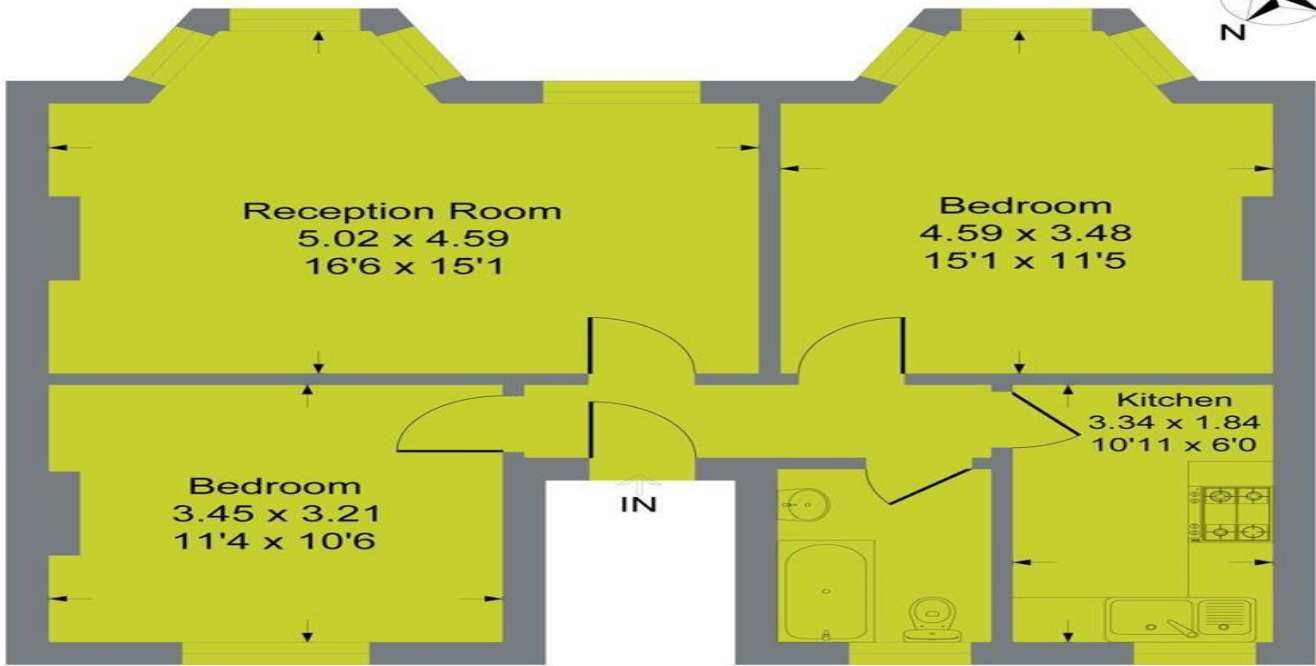 N
Reception Room
5.02 x 4.59
16'6 x 15'1
Bedroom
4.59 x 3.48
15'1 x 11'5
Kitchen
3.34 x 1.84
10'11 x 6'0
Bedroom
3.45 x 3.21
11'4 x 10'6
IN